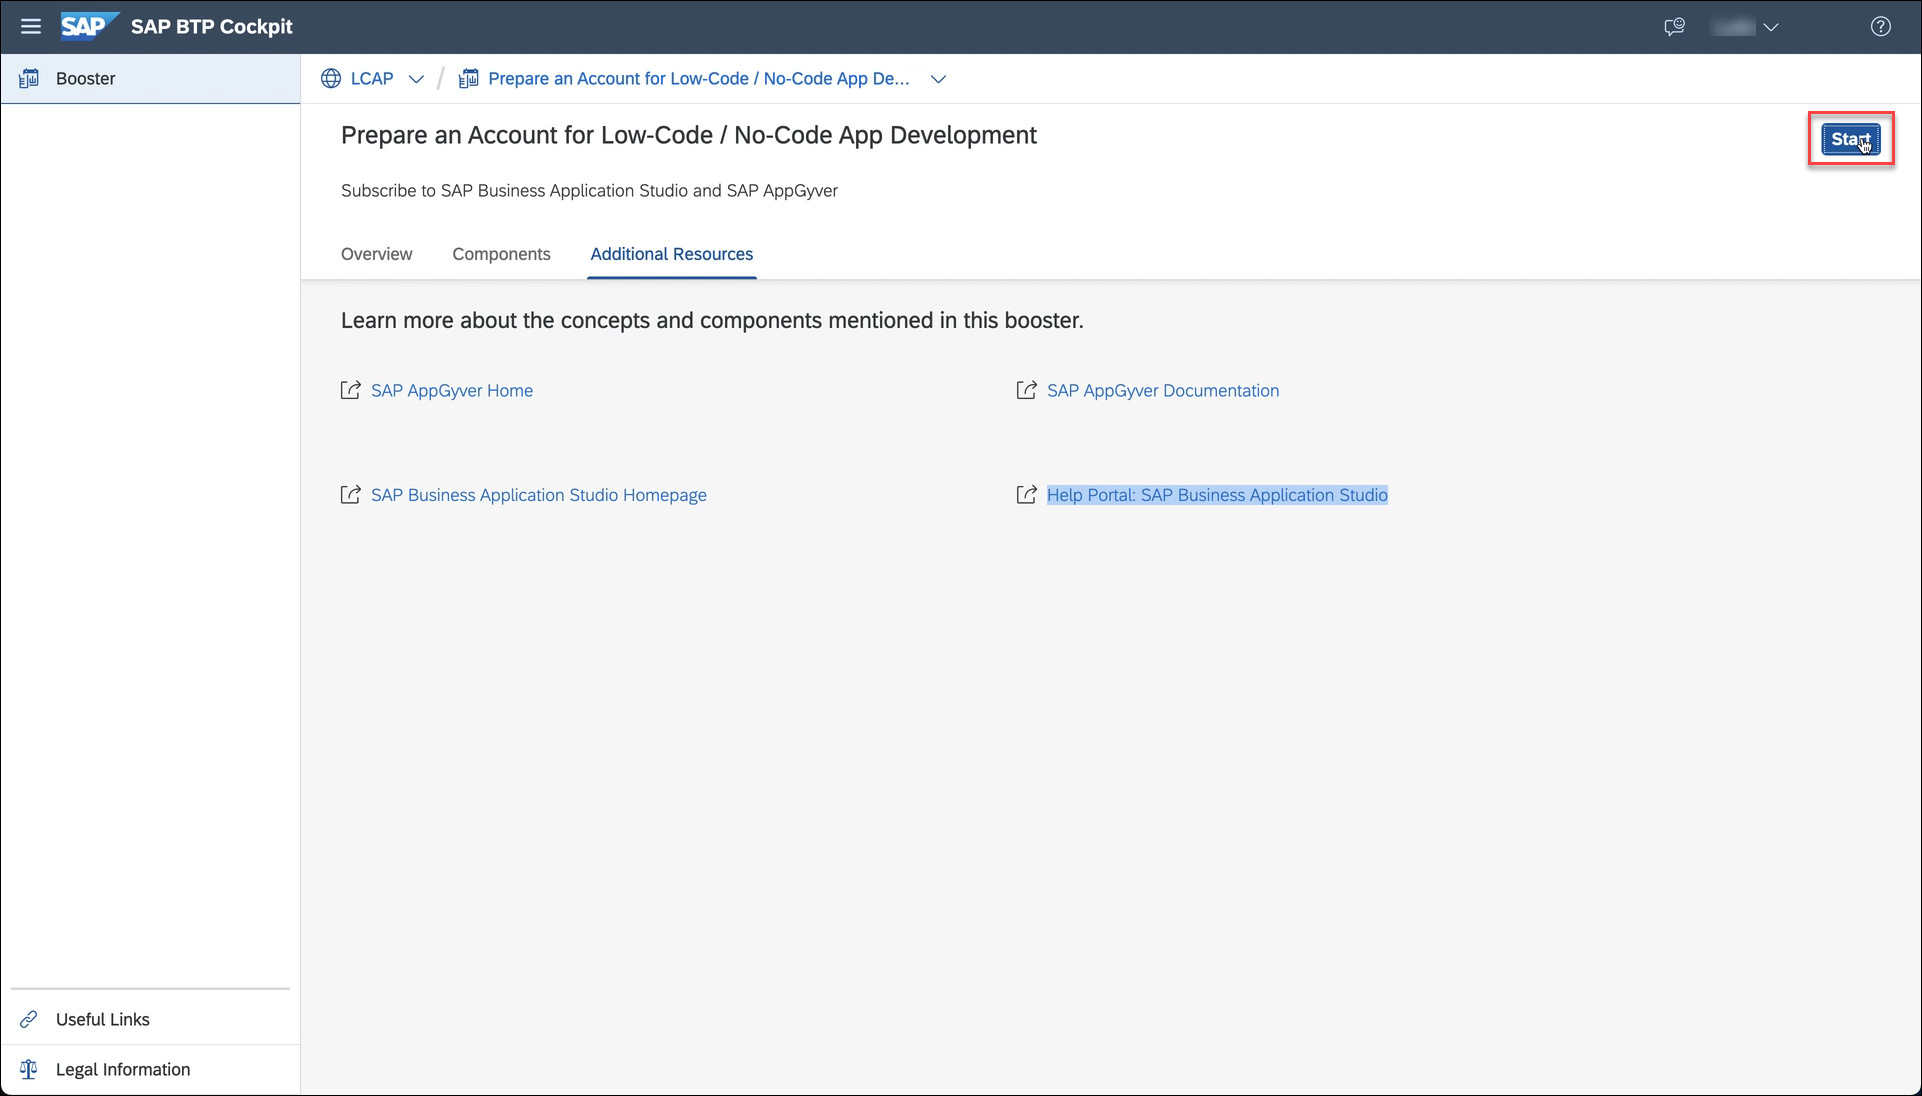 SAP SAP BTP Cockpit
Booster
LCAP / Prepare an Account for Low-Code / No-Code App De...
Prepare an Account for Low-Code / No-Code App Development
Start
Subscribe to SAP Business Application Studio and SAP AppGyver
Overview Components Additional Resources
Learn more about the concepts and components mentioned in this booster.
SAP AppGyver Home
SAP AppGyver Documentation
SAP Business Application Studio Homepage
Help Portal: SAP Business Application Studio
Useful Links
Legal Information